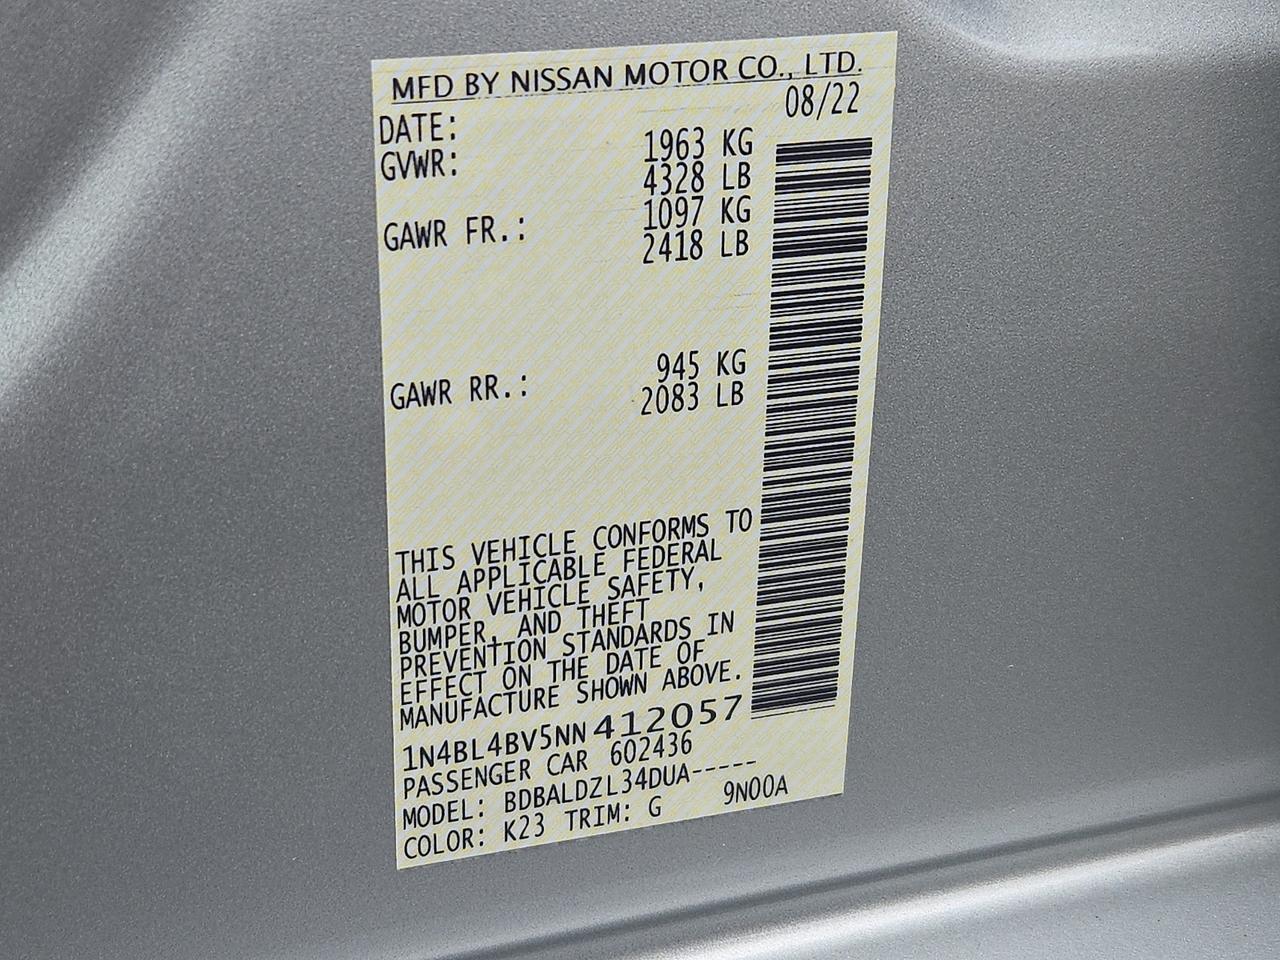 MFD BY NISSAN MOTOR CO., LTD.
DATE: 08/22
GVWR: 1963 KG
4328 LB
GAWR FR.: 1097 KG
2418 LB
GAWR RR.: 945 KG
2083 LB
THIS VEHICLE CONFORMS TO
ALL APPLICABLE FEDERAL
MOTOR VEHICLE SAFETY,
BUMPER, AND THEFT
PREVENTION STANDARDS IN
EFFECT ON THE DATE OF
MANUFACTURE SHOWN ABOVE.
1N4BL4BV5NN412057
PASSENGER CAR 602436
MODEL: BDBALDZL34DUA-----
COLOR: K23 TRIM: G 9N00A